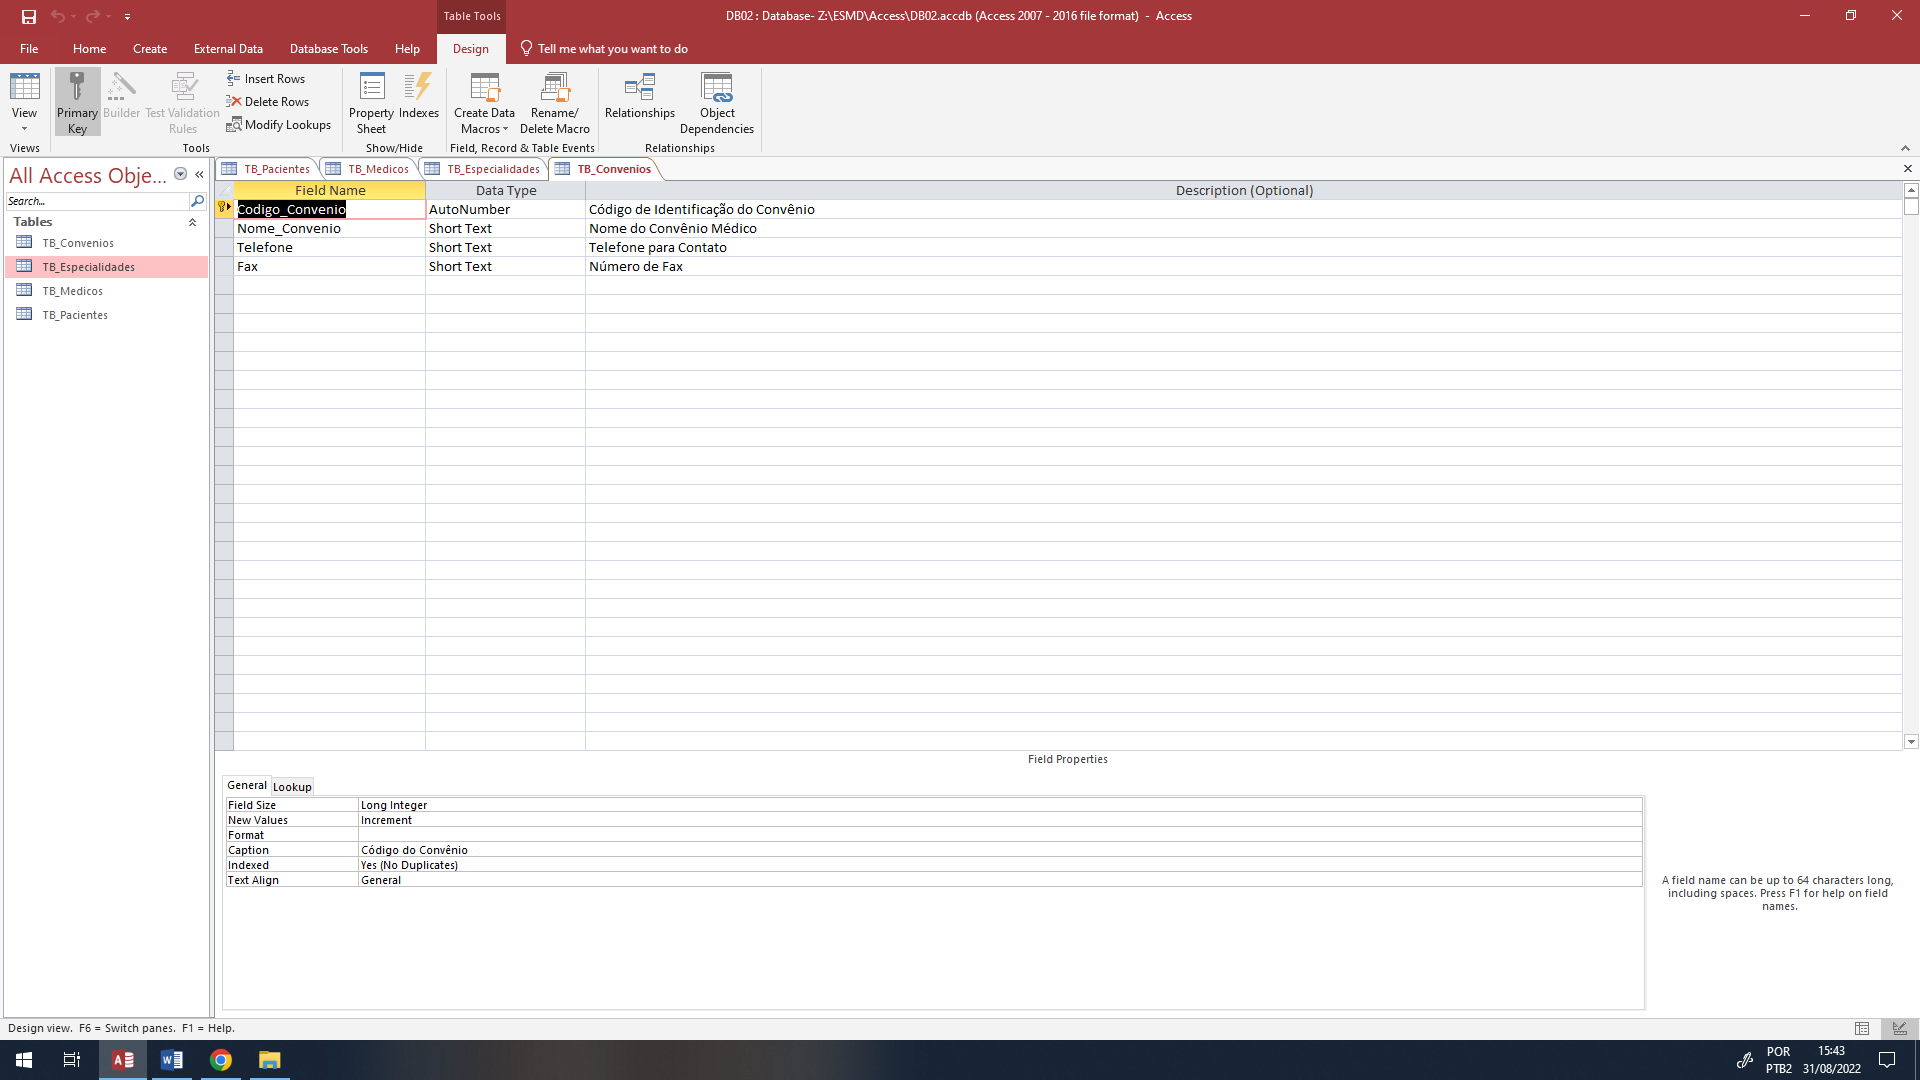 Table Tools
DB02 : Database- Z:\ESMD\Access\DB02.accdb (Access 2007 - 2016 file format) - Access
File Home Create External Data Database Tools Help Design Tell me what you want to do
View
Primary Key
Builder
Test Validation Rules
Insert Rows
Delete Rows
Modify Lookups
Property Sheet
Indexes
Create Data Macros
Rename/ Delete Macro
Relationships
Object Dependencies
Views Tools Show/Hide Field, Record & Table Events Relationships
All Access Obje...
Search...
Tables
TB_Convenios
TB_Especialidades
TB_Medicos
TB_Pacientes
TB_Pacientes TB_Medicos TB_Especialidades TB_Convenios
Field Name Data Type Description (Optional)
Codigo_Convenio AutoNumber Código de Identificação do Convênio
Nome_Convenio Short Text Nome do Convênio Médico
Telefone Short Text Telefone para Contato
Fax Short Text Número de Fax
Field Properties
General Lookup
Field Size Long Integer
New Values Increment
Format
Caption Código do Convênio
Indexed Yes (No Duplicates)
Text Align General
A field name can be up to 64 characters long,
including spaces. Press F1 for help on field
names.
Design view. F6 = Switch panes. F1 = Help.
POR
PTB2
15:43
31/08/2022